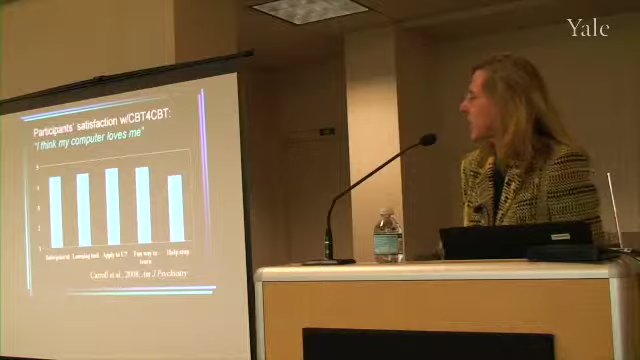 Yale
Participants' satisfaction w/CBT4CBT:
"I think my computer loves me"
Learning tool Apply to U? Fun way to Help stop
learn
Carroll et al., 2008, Am J Psychiatry